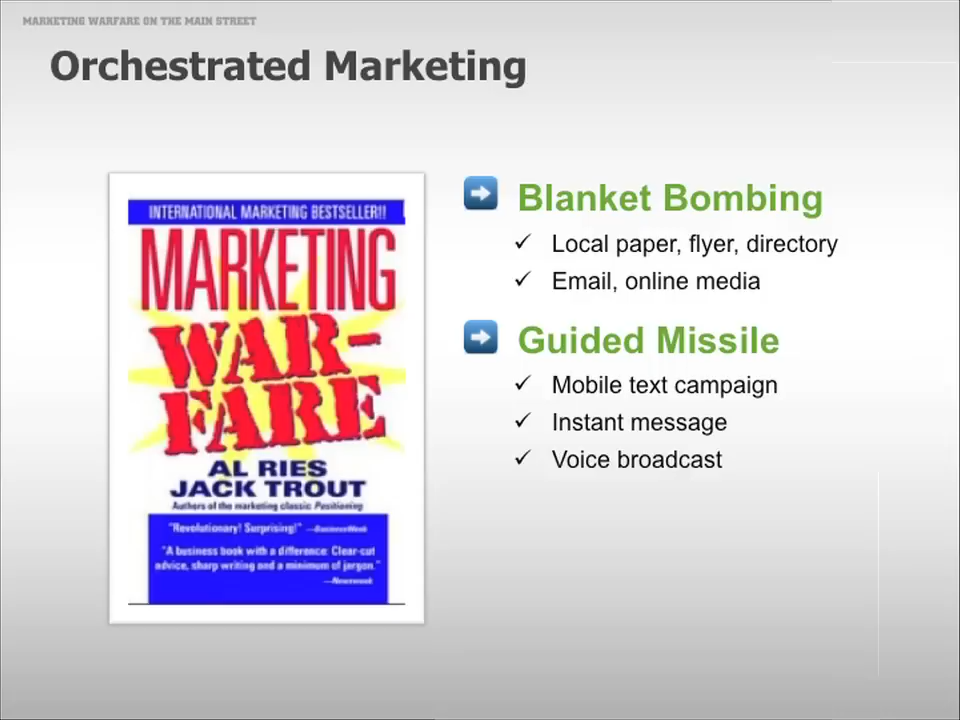 MARKETING WARFARE ON THE MAIN STREET
Orchestrated Marketing
INTERNATIONAL MARKETING BESTSELLER!!
MARKETING
WAR-
FARE
AL RIES
JACK TROUT
Authors of the marketing classic Positioning
"Revolutionary! Surprising!" —BusinessWeek
"A business book with a difference: Clear-cut
advice, sharp writing and a minimum of jargon."
—Newsweek
Blanket Bombing
✓ Local paper, flyer, directory
✓ Email, online media
Guided Missile
✓ Mobile text campaign
✓ Instant message
✓ Voice broadcast